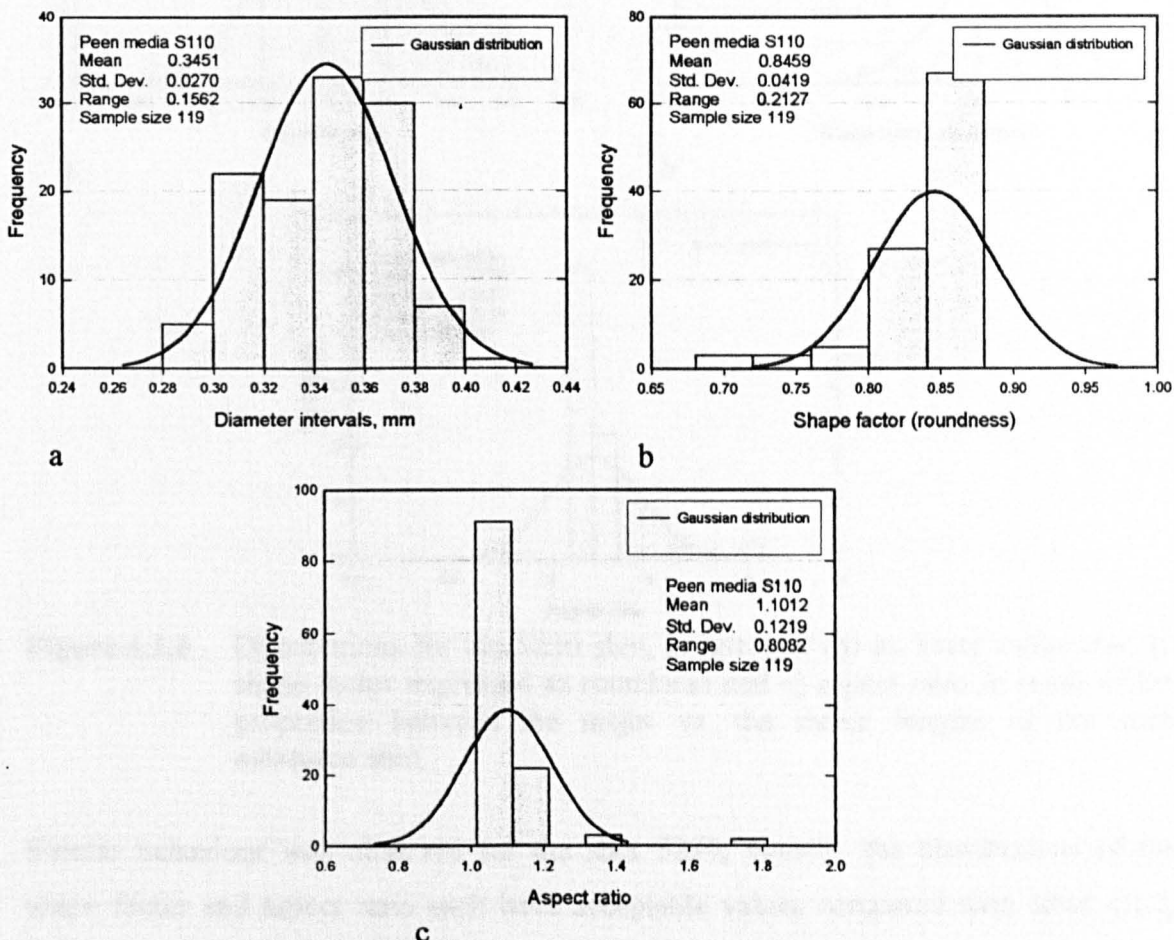 40
30
20
10
0
Frequency
Peen media S110
Mean 0.3451
Std. Dev. 0.0270
Range 0.1562
Sample size 119
Gaussian distribution
0.24 0.26 0.28 0.30 0.32 0.34 0.36 0.38 0.40 0.42 0.44
Diameter intervals, mm
a
80
60
40
20
0
Frequency
Peen media S110
Mean 0.8459
Std. Dev. 0.0419
Range 0.2127
Sample size 119
Gaussian distribution
0.65 0.70 0.75 0.80 0.85 0.90 0.95 1.00
Shape factor (roundness)
b
100
80
60
40
20
0
Frequency
Gaussian distribution
Peen media S110
Mean 1.1012
Std. Dev. 0.1219
Range 0.8082
Sample size 119
0.6 0.8 1.0 1.2 1.4 1.6 1.8 2.0
Aspect ratio
c